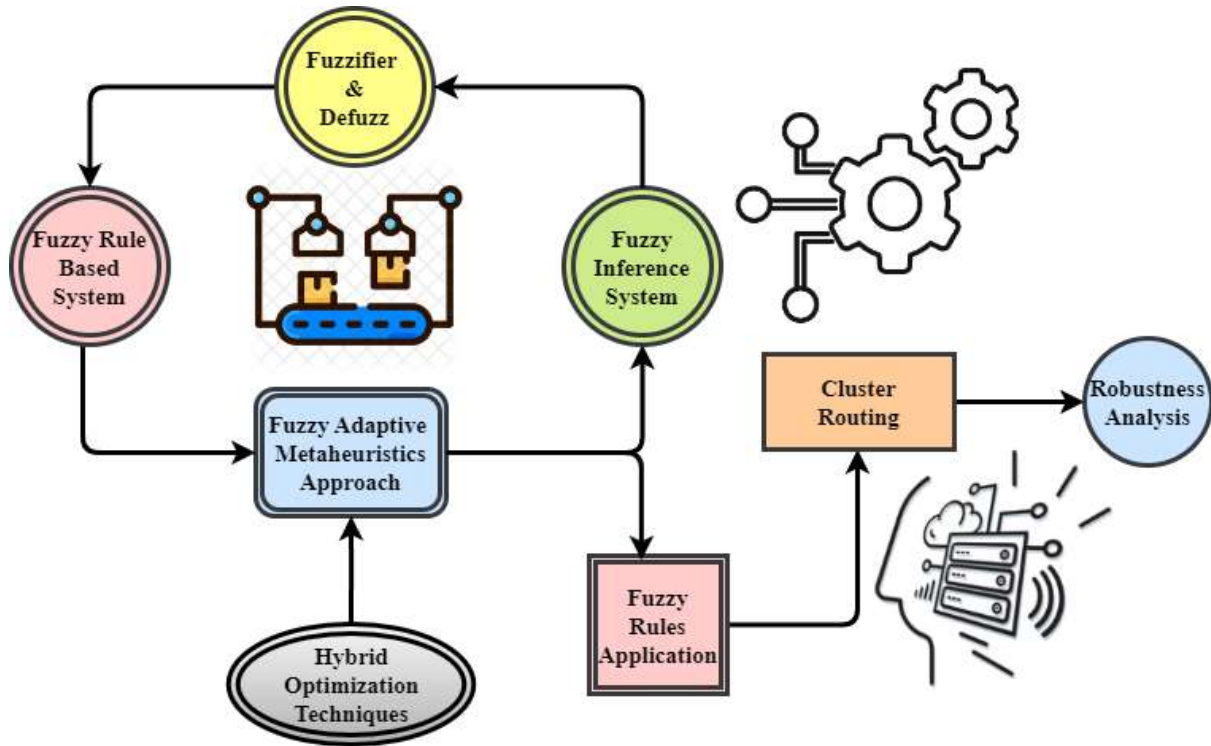 Fuzzifier
&
Defuzz
Fuzzy Rule
Based
System
Fuzzy
Inference
System
Fuzzy Adaptive
Metaheuristics
Approach
Cluster
Routing
Robustness
Analysis
Fuzzy
Rules
Application
Hybrid
Optimization
Techniques